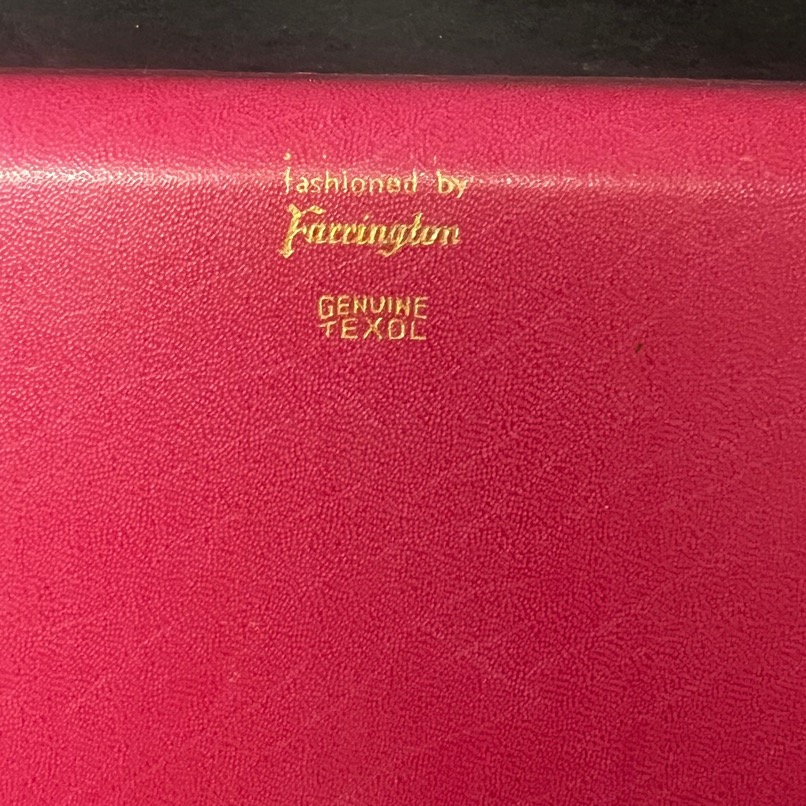 fashioned by
Farrington
GENUINE
TEXOL